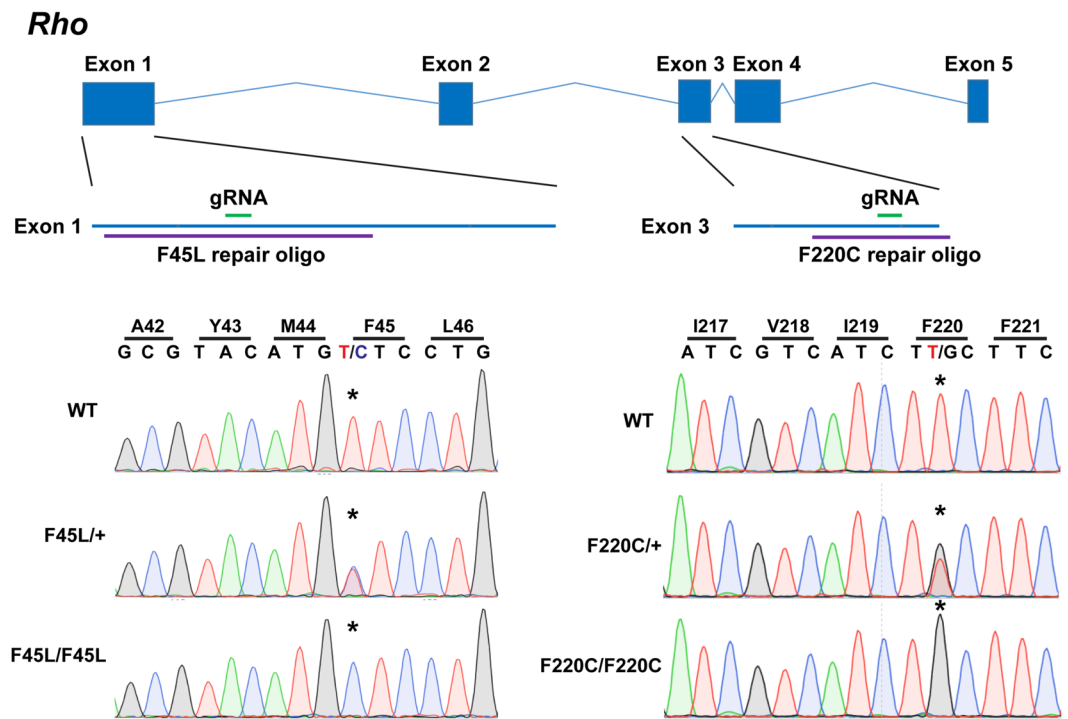 Rho
Exon 1 Exon 2 Exon 3 Exon 4 Exon 5
gRNA gRNA
Exon 1 Exon 3
F45L repair oligo F220C repair oligo
A42 Y43 M44 F45 L46
G C G T A C A T G T/C T C C T G
WT
*
F45L/+
*
F45L/F45L
*
I217 V218 I219 F220 F221
A T C G T C A T C T T/G C T T C
WT
*
F220C/+
*
F220C/F220C
*